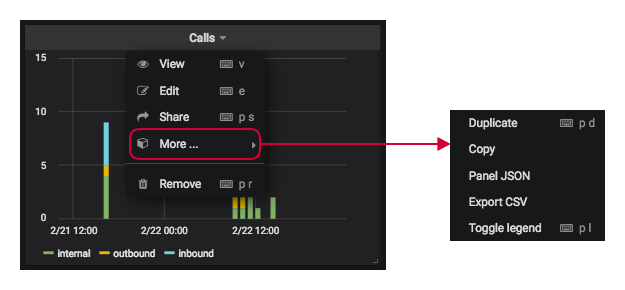 Calls
15
10
5
0
View v
Edit e
Share p s
More ...
Remove p r
2/21 12:00 2/22 00:00 2/22 12:00
internal outbound inbound
Duplicate p d
Copy
Panel JSON
Export CSV
Toggle legend p l